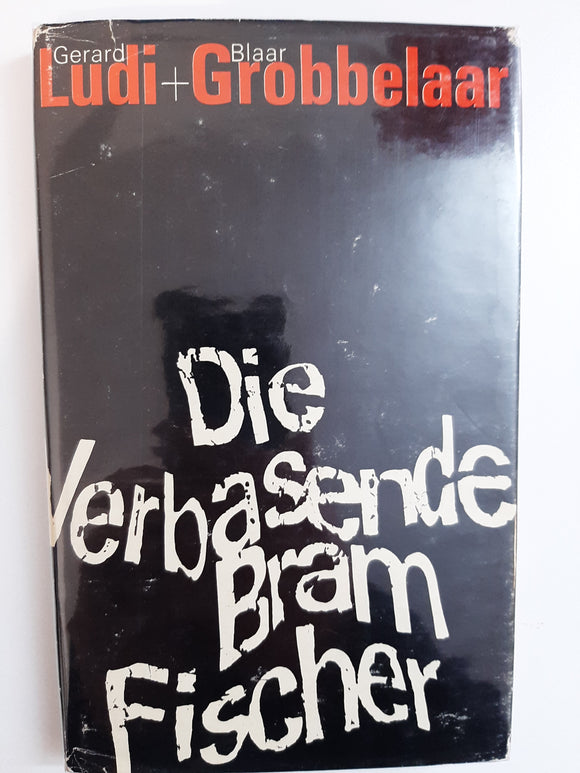 Gerard Blaar
Ludi+Grobbelaar
Die
Verbasende
Bram
Fischer